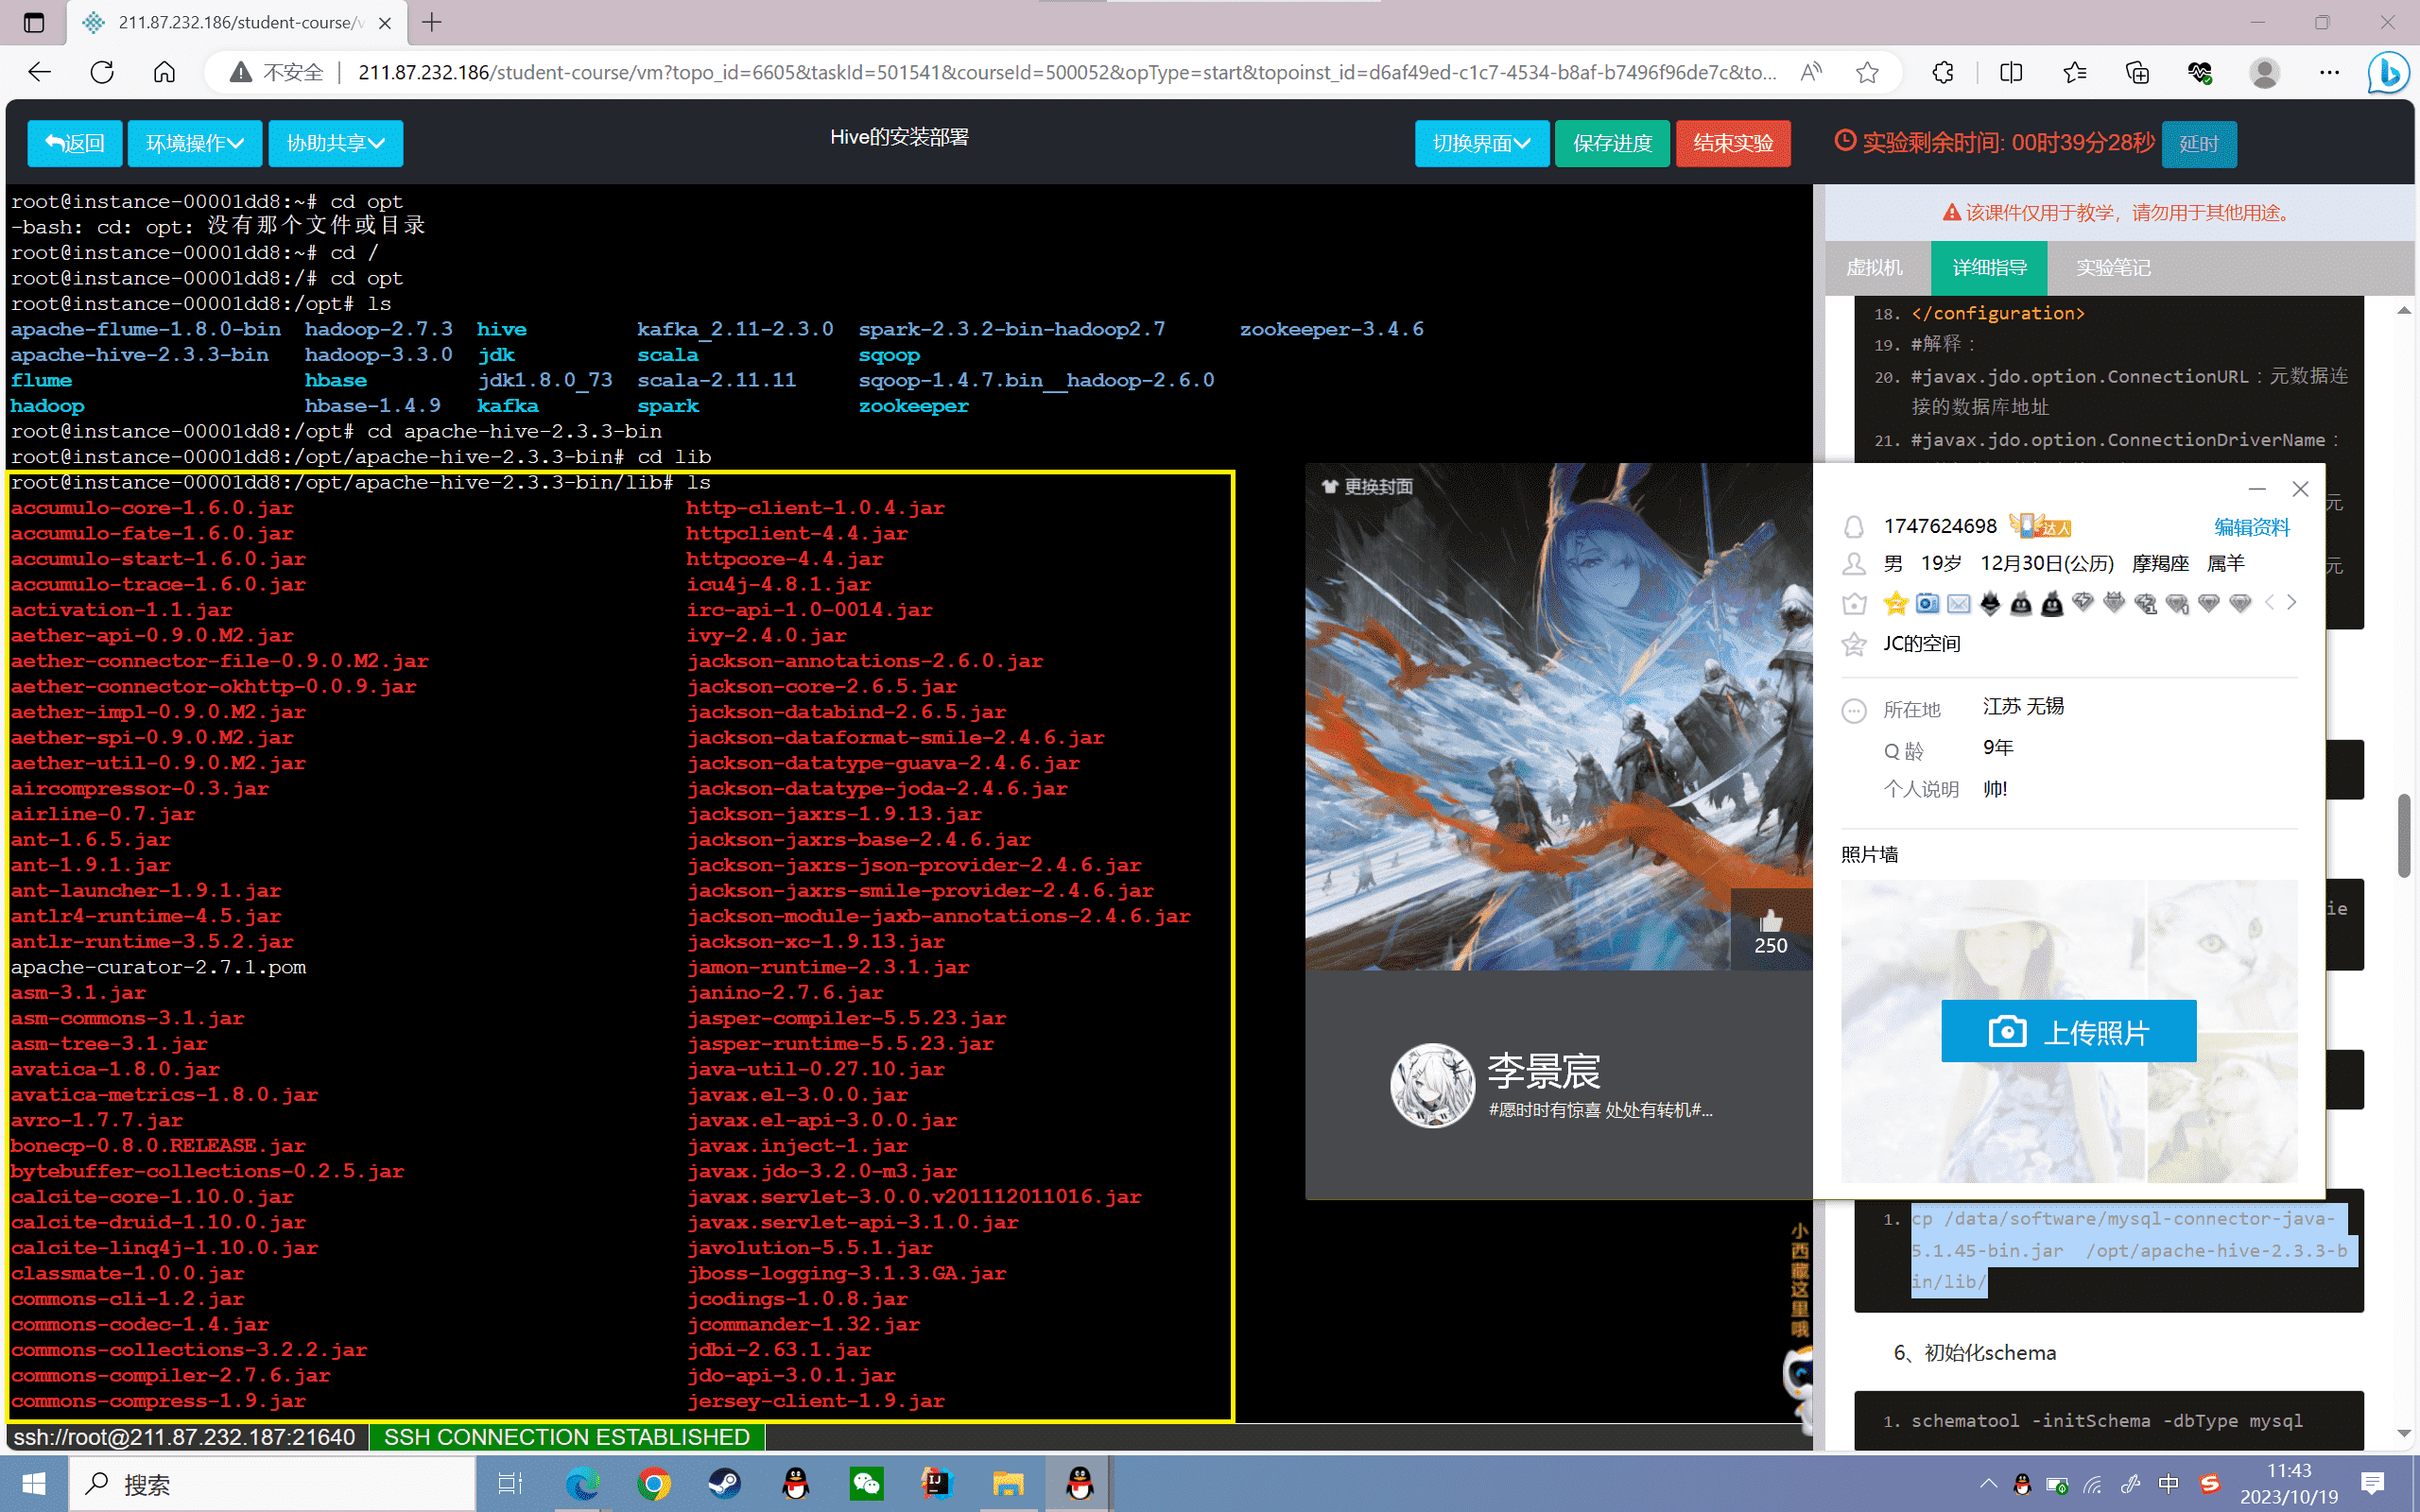 211.87.232.186/student-course/v
不安全 | 211.87.232.186/student-course/vm?topo_id=6605&taskId=501541&courseId=500052&opType=start&topoinst_id=d6af49ed-c1c7-4534-b8af-b7496f96de7c&to...
返回 环境操作 协助共享 Hive的安装部署 切换界面 保存进度 结束实验 实验剩余时间: 00时39分28秒 延时
root@instance-00001dd8:~# cd opt
-bash: cd: opt: 没有那个文件或目录
root@instance-00001dd8:~# cd /
root@instance-00001dd8:/# cd opt
root@instance-00001dd8:/opt# ls
apache-flume-1.8.0-bin hadoop-2.7.3 hive kafka_2.11-2.3.0 spark-2.3.2-bin-hadoop2.7 zookeeper-3.4.6
apache-hive-2.3.3-bin hadoop-3.3.0 jdk scala sqoop
flume hbase jdk1.8.0_73 scala-2.11.11 sqoop-1.4.7.bin__hadoop-2.6.0
hadoop hbase-1.4.9 kafka spark zookeeper
root@instance-00001dd8:/opt# cd apache-hive-2.3.3-bin
root@instance-00001dd8:/opt/apache-hive-2.3.3-bin# cd lib
root@instance-00001dd8:/opt/apache-hive-2.3.3-bin/lib# ls
accumulo-core-1.6.0.jar http-client-1.0.4.jar
accumulo-fate-1.6.0.jar httpclient-4.4.jar
accumulo-start-1.6.0.jar httpcore-4.4.jar
accumulo-trace-1.6.0.jar icu4j-4.8.1.jar
activation-1.1.jar irc-api-1.0-0014.jar
aether-api-0.9.0.M2.jar ivy-2.4.0.jar
aether-connector-file-0.9.0.M2.jar jackson-annotations-2.6.0.jar
aether-connector-okhttp-0.0.9.jar jackson-core-2.6.5.jar
aether-impl-0.9.0.M2.jar jackson-databind-2.6.5.jar
aether-spi-0.9.0.M2.jar jackson-dataformat-smile-2.4.6.jar
aether-util-0.9.0.M2.jar jackson-datatype-guava-2.4.6.jar
aircompressor-0.3.jar jackson-datatype-joda-2.4.6.jar
airline-0.7.jar jackson-jaxrs-1.9.13.jar
ant-1.6.5.jar jackson-jaxrs-base-2.4.6.jar
ant-1.9.1.jar jackson-jaxrs-json-provider-2.4.6.jar
ant-launcher-1.9.1.jar jackson-jaxrs-smile-provider-2.4.6.jar
antlr4-runtime-4.5.jar jackson-module-jaxb-annotations-2.4.6.jar
antlr-runtime-3.5.2.jar jackson-xc-1.9.13.jar
apache-curator-2.7.1.pom jamon-runtime-2.3.1.jar
asm-3.1.jar janino-2.7.6.jar
asm-commons-3.1.jar jasper-compiler-5.5.23.jar
asm-tree-3.1.jar jasper-runtime-5.5.23.jar
avatica-1.8.0.jar java-util-0.27.10.jar
avatica-metrics-1.8.0.jar javax.el-3.0.0.jar
avro-1.7.7.jar javax.el-api-3.0.0.jar
bonecp-0.8.0.RELEASE.jar javax.inject-1.jar
bytebuffer-collections-0.2.5.jar javax.jdo-3.2.0-m3.jar
calcite-core-1.10.0.jar javax.servlet-3.0.0.v201112011016.jar
calcite-druid-1.10.0.jar javax.servlet-api-3.1.0.jar
calcite-linq4j-1.10.0.jar javolution-5.5.1.jar
classmate-1.0.0.jar jboss-logging-3.1.3.GA.jar
commons-cli-1.2.jar jcodings-1.0.8.jar
commons-codec-1.4.jar jcommander-1.32.jar
commons-collections-3.2.2.jar jdbi-2.63.1.jar
commons-compiler-2.7.6.jar jdo-api-3.0.1.jar
commons-compress-1.9.jar jersey-client-1.9.jar
ssh://root@211.87.232.187:21640 SSH CONNECTION ESTABLISHED
该课件仅用于教学，请勿用于其他用途。
虚拟机 详细指导 实验笔记
18. </configuration>
19. #解释：
20. #javax.jdo.option.ConnectionURL：元数据连
接的数据库地址
21. #javax.jdo.option.ConnectionDriverName：
元
元
ie
更换封面
250
李景宸
#愿时时有惊喜 处处有转机#...
1747624698 达人 编辑资料
男 19岁 12月30日(公历) 摩羯座 属羊
JC的空间
所在地 江苏 无锡
Q 龄 9年
个人说明 帅!
照片墙
上传照片
小西藏这里哦
1. cp /data/software/mysql-connector-java-
5.1.45-bin.jar /opt/apache-hive-2.3.3-b
in/lib/
6、初始化schema
1. schematool -initSchema -dbType mysql
搜索
中
11:43
2023/10/19